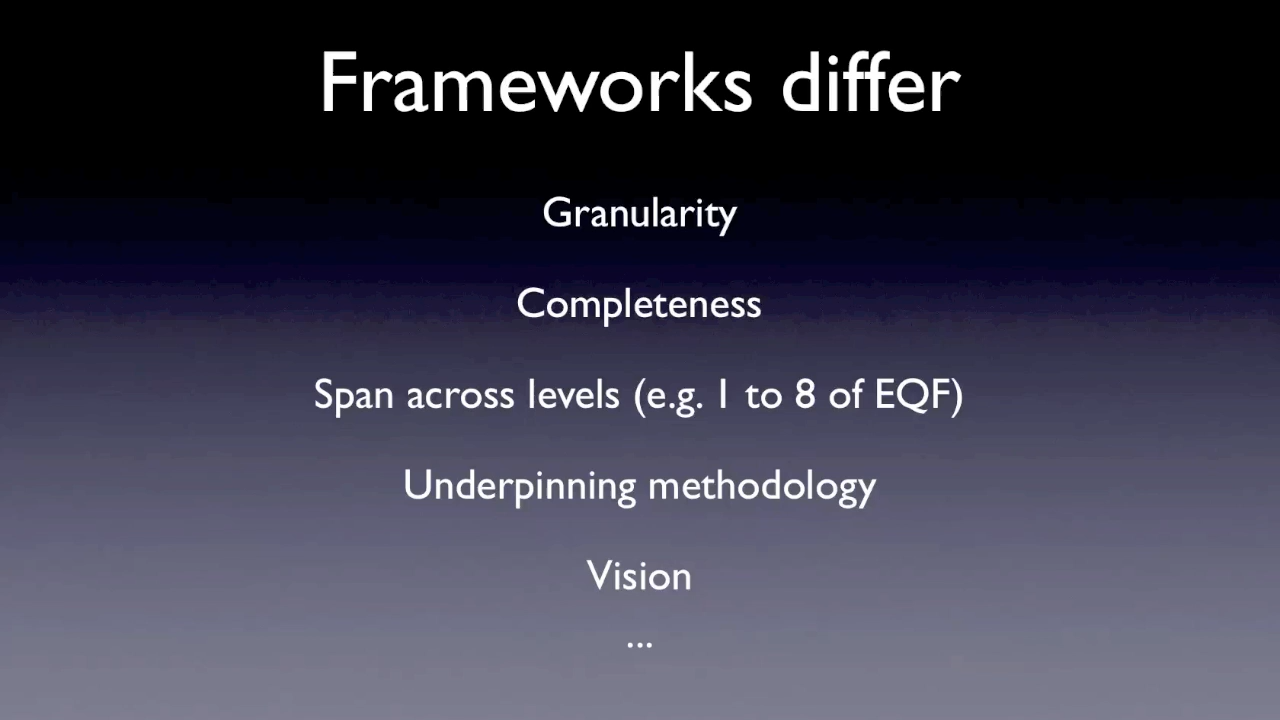 Frameworks differ
Granularity
Completeness
Span across levels (e.g. 1 to 8 of EQF)
Underpinning methodology
Vision
...